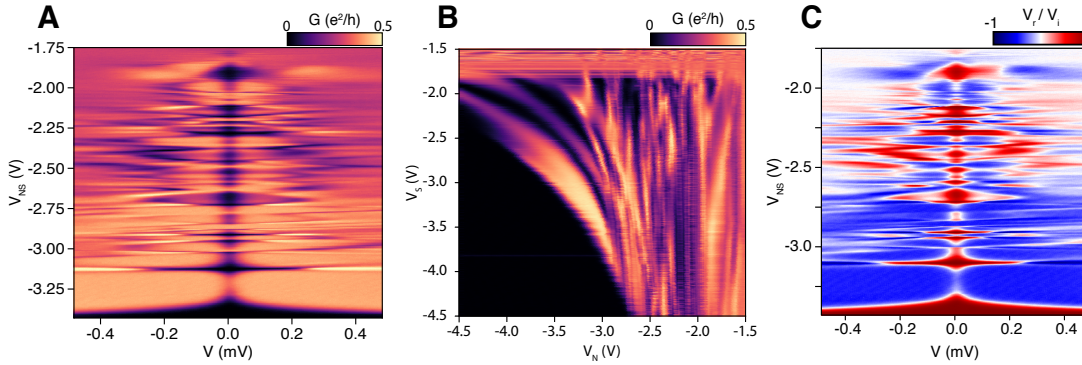 A
G (e²/h)
0 0.5
-1.75
-2.00
-2.25
-2.50
-2.75
-3.00
-3.25
V_NS (V)
-0.4 -0.2 0.0 0.2 0.4
V (mV)
B
G (e²/h)
0 0.5
-1.5
-2.0
-2.5
-3.0
-3.5
-4.0
-4.5
V_S (V)
-4.5 -4.0 -3.5 -3.0 -2.5 -2.0 -1.5
V_N (V)
C
V_r / V_i
-1
-2.0
-2.5
-3.0
V_NS (V)
-0.4 -0.2 0.0 0.2 0.4
V (mV)